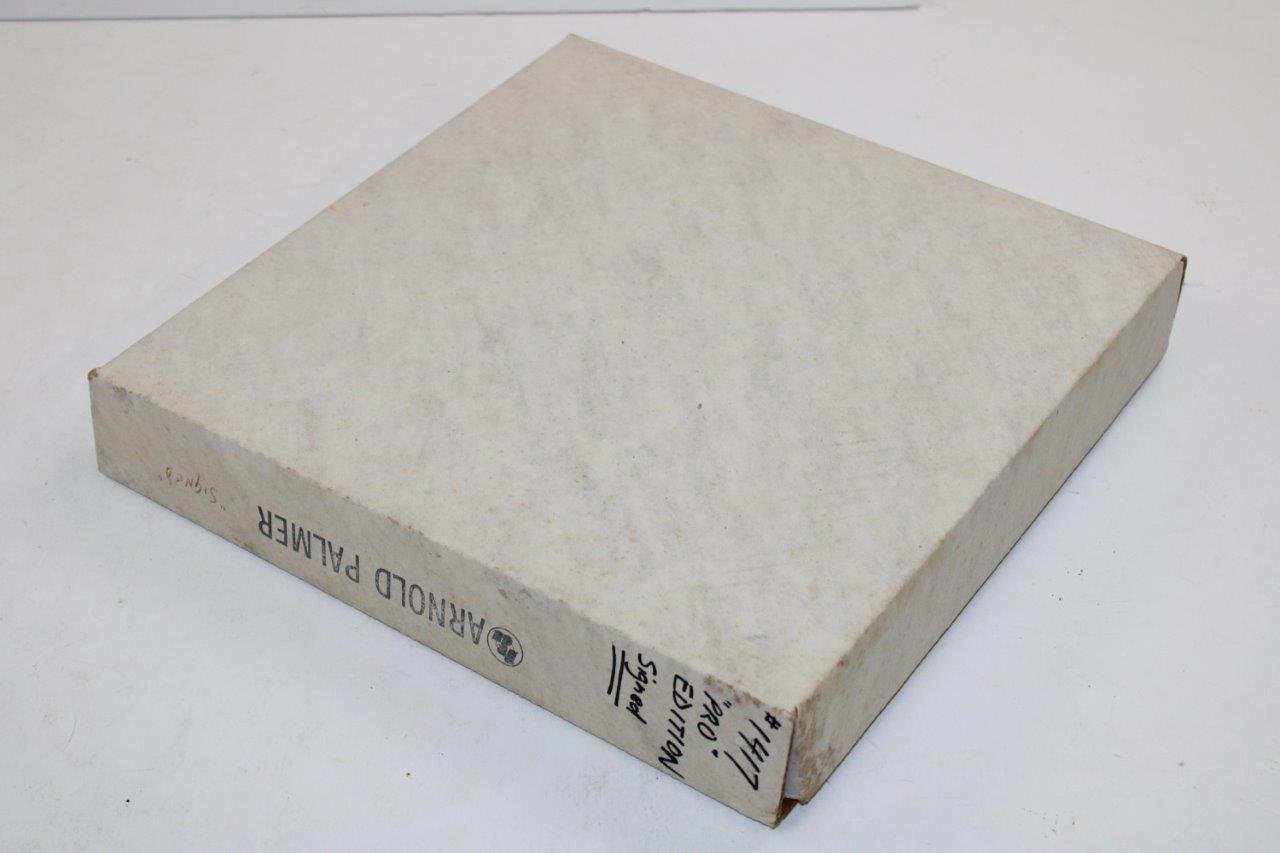 ARNOLD PALMER
"Signed"
#1417
"PRO"
EDITION
Signed